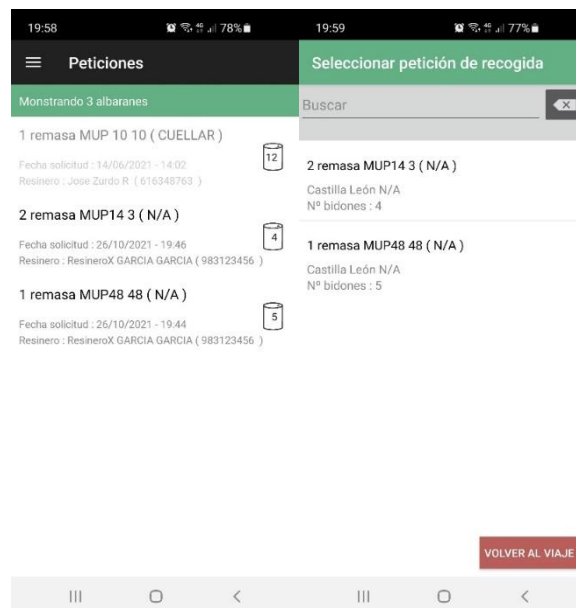 19:58
4G
78%
Peticiones
Monstrando 3 albaranes
1 remasa MUP 10 10 ( CUELLAR )
12
Fecha solicitud : 14/06/2021 - 14:02
Resinero : Jose Zurdo R ( 616348763 )
2 remasa MUP14 3 ( N/A )
4
Fecha solicitud : 26/10/2021 - 19:46
Resinero : ResineroX GARCIA GARCIA ( 983123456 )
1 remasa MUP48 48 ( N/A )
5
Fecha solicitud : 26/10/2021 - 19:44
Resinero : ResineroX GARCIA GARCIA ( 983123456 )
19:59
4G
77%
Seleccionar petición de recogida
Buscar
2 remasa MUP14 3 ( N/A )
Castilla León N/A
Nº bidones : 4
1 remasa MUP48 48 ( N/A )
Castilla León N/A
Nº bidones : 5
VOLVER AL VIAJE